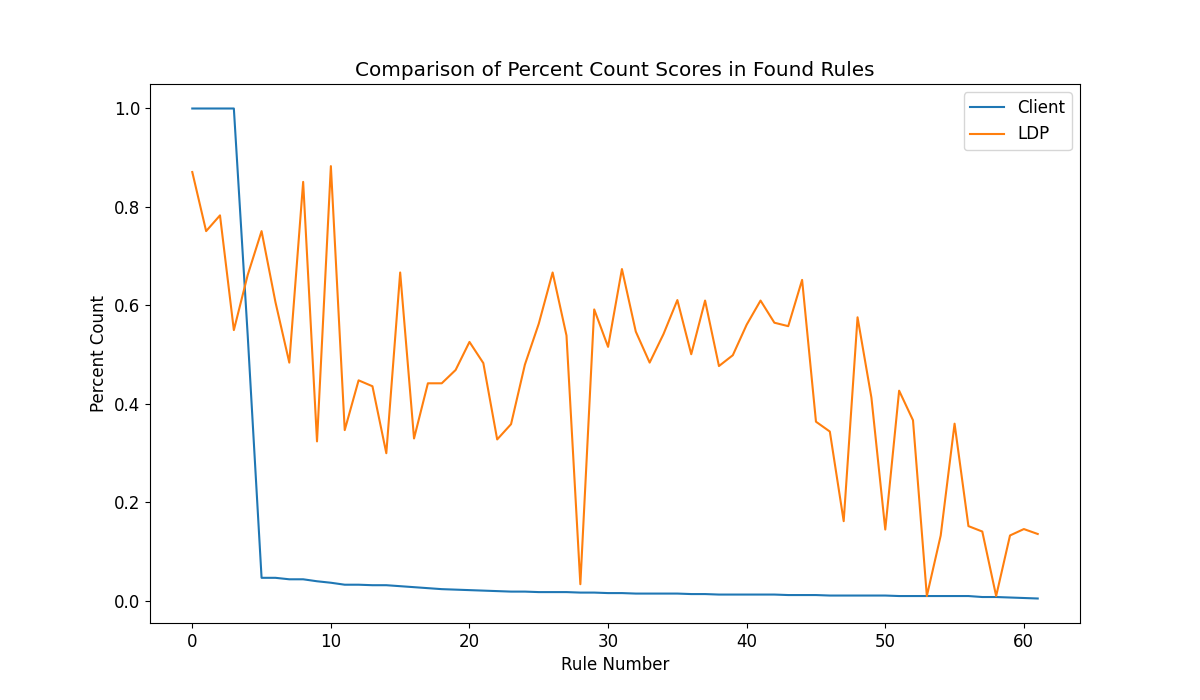 Comparison of Percent Count Scores in Found Rules
Client
LDP
1.0
0.8
0.6
0.4
0.2
0.0
Percent Count
0 10 20 30 40 50 60
Rule Number